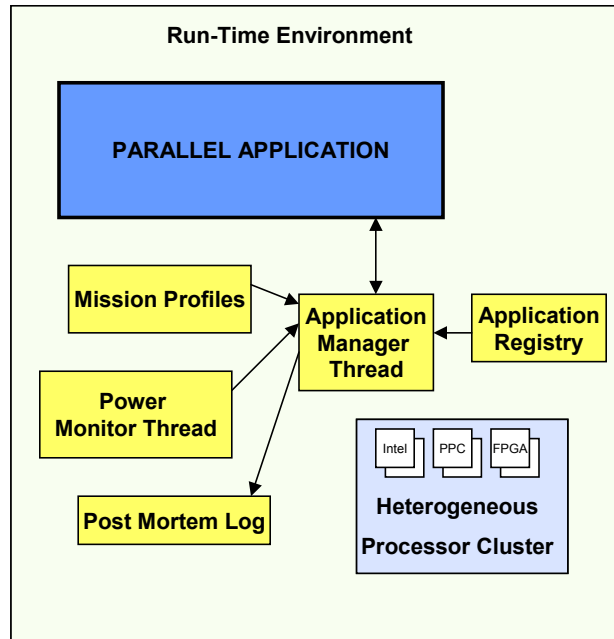 Run-Time Environment
PARALLEL APPLICATION
Mission Profiles
Application
Manager
Thread
Application
Registry
Power
Monitor Thread
Post Mortem Log
Intel
PPC
FPGA
Heterogeneous
Processor Cluster